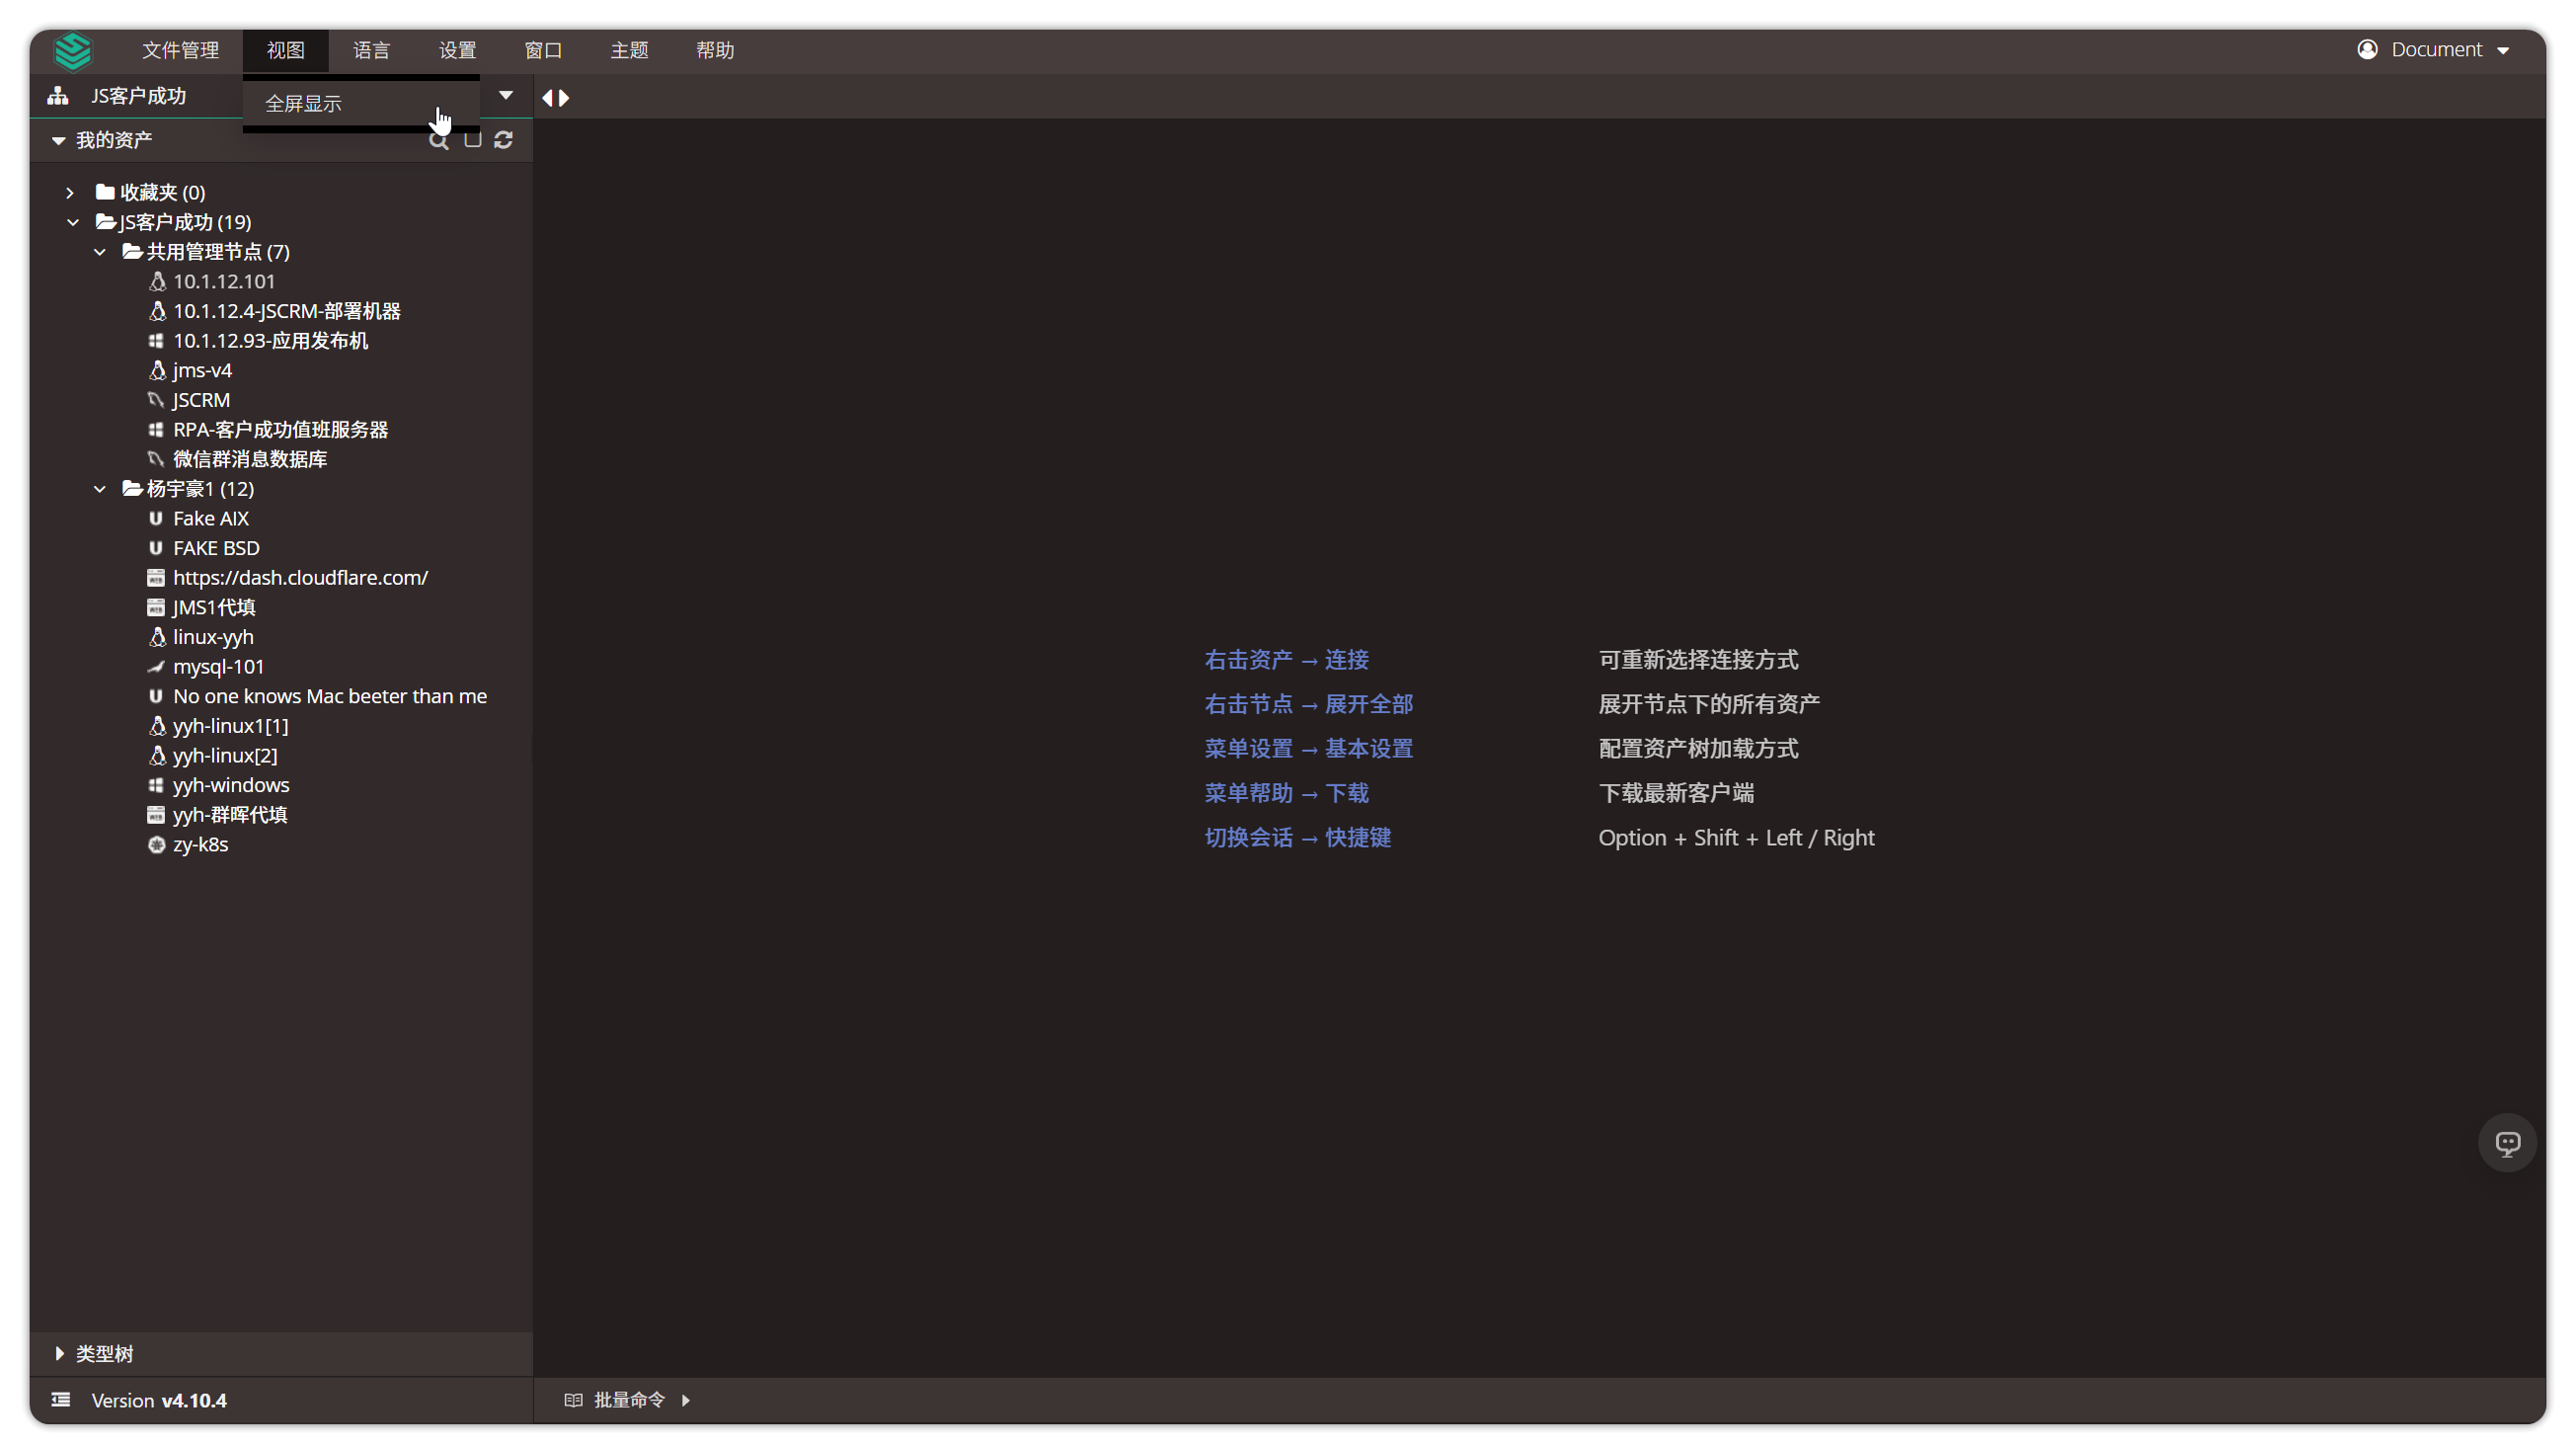 文件管理 视图 语言 设置 窗口 主题 帮助 Document
JS客户成功
全屏显示
我的资产
收藏夹 (0)
JS客户成功 (19)
共用管理节点 (7)
10.1.12.101
10.1.12.4-JSCRM-部署机器
10.1.12.93-应用发布机
jms-v4
JSCRM
RPA-客户成功值班服务器
微信群消息数据库
杨宇豪1 (12)
Fake AIX
FAKE BSD
https://dash.cloudflare.com/
JMS1代填
linux-yyh
mysql-101
No one knows Mac beeter than me
yyh-linux1[1]
yyh-linux[2]
yyh-windows
yyh-群晖代填
zy-k8s
右击资产 → 连接 可重新选择连接方式
右击节点 → 展开全部 展开节点下的所有资产
菜单设置 → 基本设置 配置资产树加载方式
菜单帮助 → 下载 下载最新客户端
切换会话 → 快捷键 Option + Shift + Left / Right
类型树
Version v4.10.4
批量命令